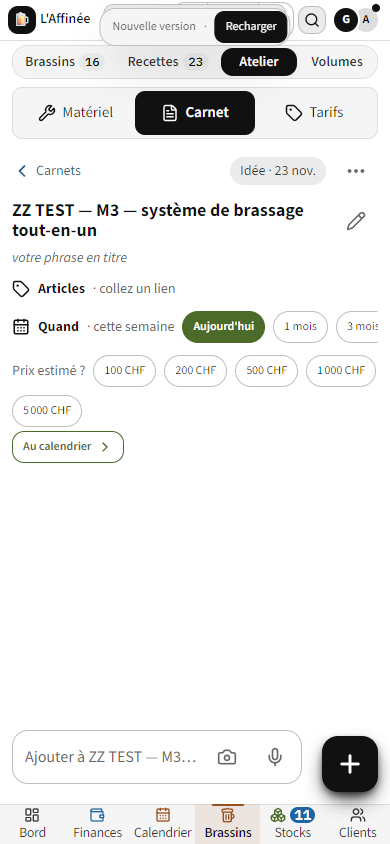 L'Affinée
Nouvelle version · Recharger
G A
Brassins 16 Recettes 23 Atelier Volumes
Matériel Carnet Tarifs
Carnets Idée · 23 nov.
ZZ TEST — M3 — système de brassage
tout-en-un
votre phrase en titre
Articles · collez un lien
Quand · cette semaine Aujourd'hui 1 mois 3 mois
Prix estimé ? 100 CHF 200 CHF 500 CHF 1 000 CHF
5 000 CHF
Au calendrier
Ajouter à ZZ TEST — M3…
Bord Finances Calendrier Brassins Stocks 11 Clients